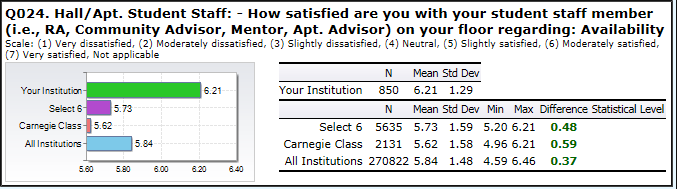 Q024. Hall/Apt. Student Staff: - How satisfied are you with your student staff member
(i.e., RA, Community Advisor, Mentor, Apt. Advisor) on your floor regarding: Availability
Scale: (1) Very dissatisfied, (2) Moderately dissatisfied, (3) Slightly dissatisfied, (4) Neutral, (5) Slightly satisfied, (6) Moderately satisfied,
(7) Very satisfied, Not applicable
Your Institution 6.21
Select 6 5.73
Carnegie Class 5.62
All Institutions 5.84
5.60 5.80 6.00 6.20 6.40
N Mean Std Dev
Your Institution 850 6.21 1.29
N Mean Std Dev Min Max Difference Statistical Level
Select 6 5635 5.73 1.59 5.20 6.21 0.48
Carnegie Class 2131 5.62 1.58 4.96 6.21 0.59
All Institutions 270822 5.84 1.48 4.59 6.46 0.37